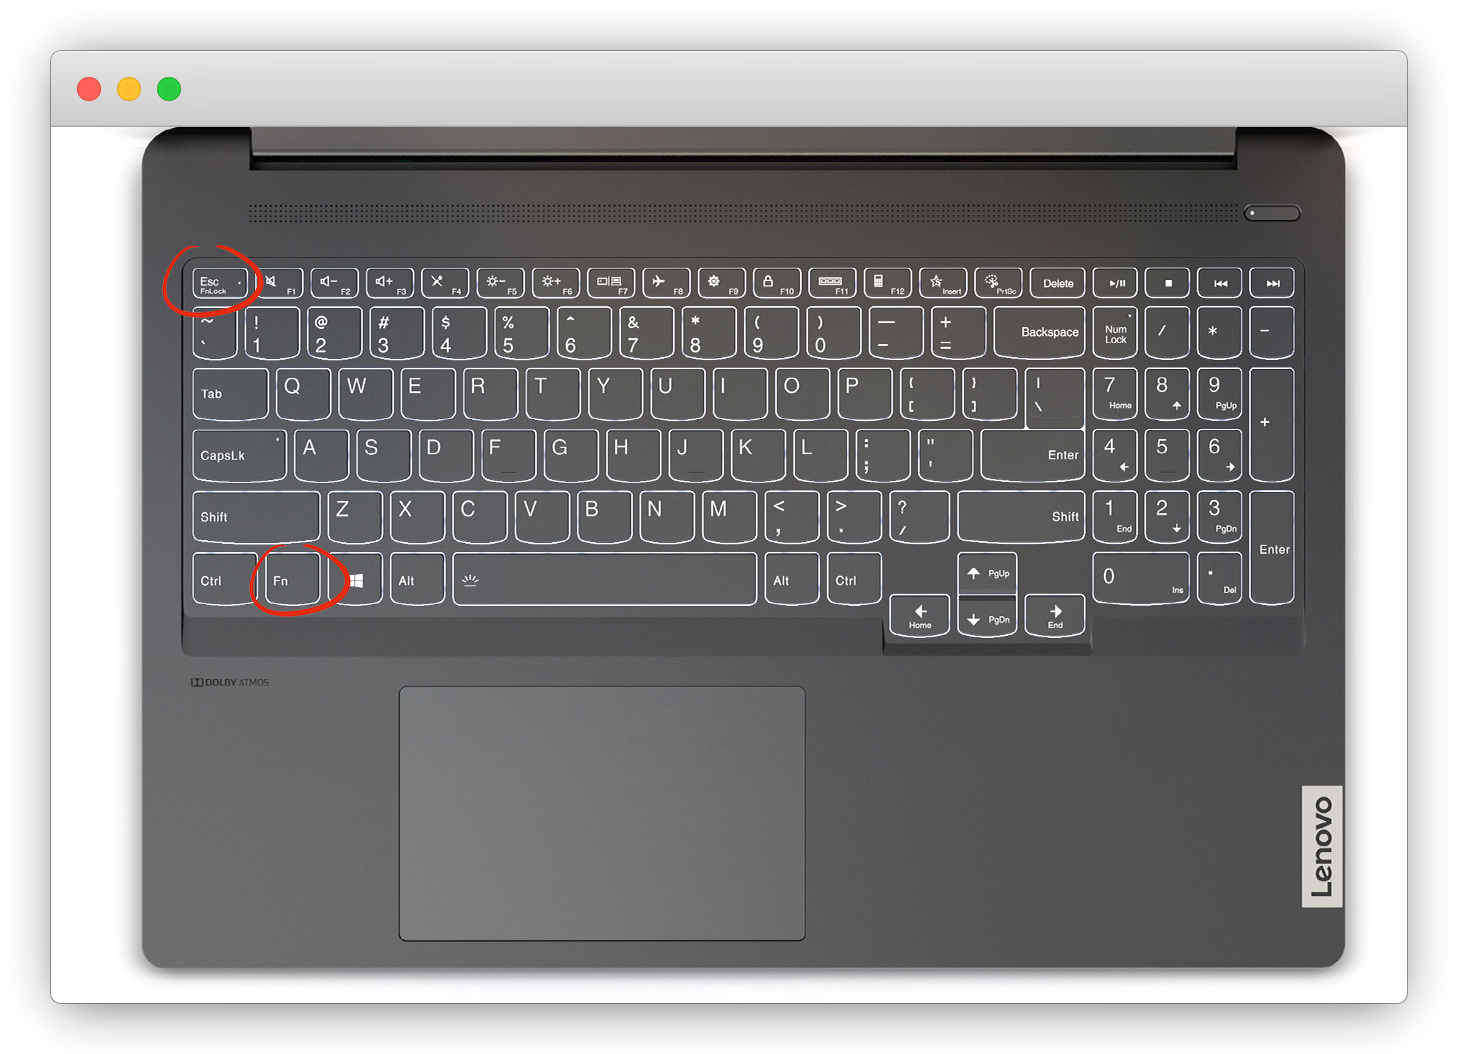 Esc F1 F2 F3 F4 F5 F6 F7 F8 F9 F10 F11 F12 Insert PrtSc Delete
FnLock
~ ! @ # $ % ^ & * ( ) — + Backspace Num Lock / * −
` 1 2 3 4 5 6 7 8 9 0 - =
Tab Q W E R T Y U I O P { [ } ] | \ 7 Home 8 9 PgUp +
CapsLk A S D F G H J K L : ; " ' Enter 4 5 6
Shift Z X C V B N M < , > . ? / Shift 1 End 2 3 PgDn Enter
Ctrl Fn Alt Alt Ctrl PgUp 0 Ins . Del
Home PgDn End
DOLBY ATMOS
Lenovo